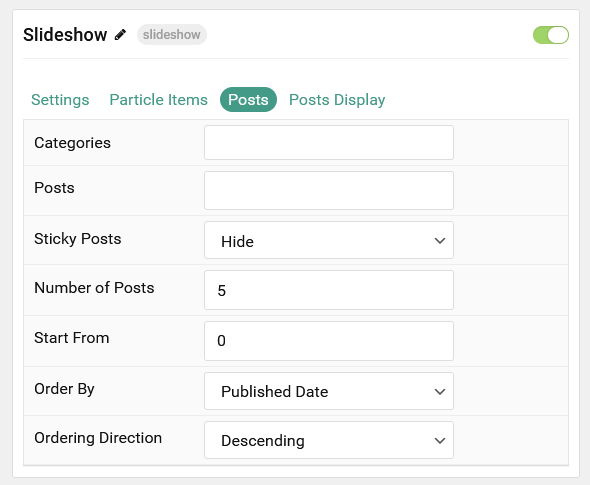 Slideshow slideshow
Settings Particle Items Posts Posts Display
Categories
Posts
Sticky Posts Hide
Number of Posts 5
Start From 0
Order By Published Date
Ordering Direction Descending